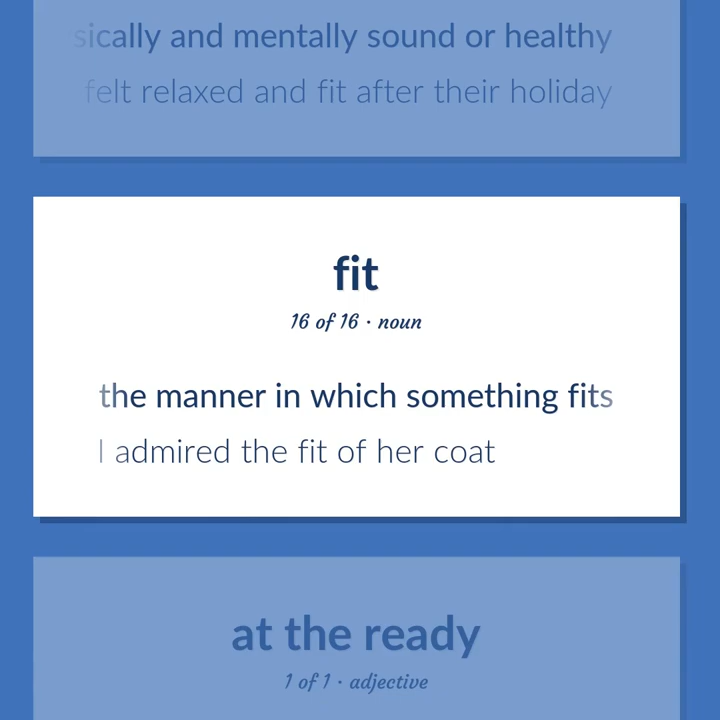 sically and mentally sound or healthy
felt relaxed and fit after their holiday
fit
16 of 16 · noun
the manner in which something fits
I admired the fit of her coat
at the ready
1 of 1 · adjective